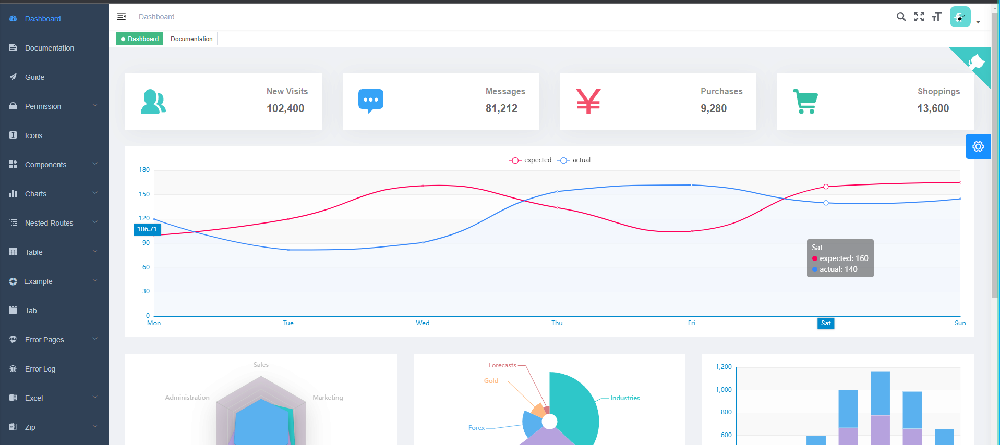 Dashboard
Documentation
Guide
Permission
Icons
Components
Charts
Nested Routes
Table
Example
Tab
Error Pages
Error Log
Excel
Zip
Dashboard
Dashboard
Documentation
New Visits
102,400
Messages
81,212
Purchases
9,280
Shoppings
13,600
expected
actual
180
150
120
106.71
90
60
30
0
Mon
Tue
Wed
Thu
Fri
Sat
Sun
Sat
expected: 160
actual: 140
Sales
Administration
Marketing
Forecasts
Gold
Industries
Forex
1,200
1,000
800
600